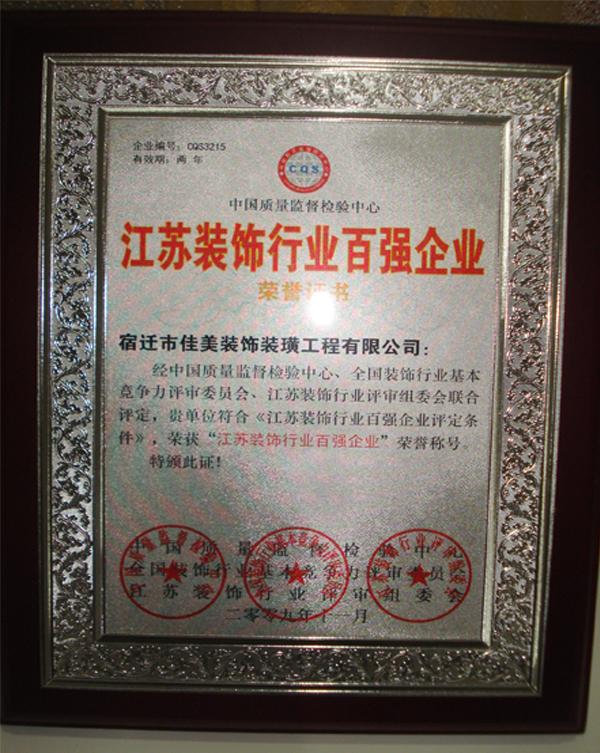 企业编号：CQS3215
有效期：两 年
CQS
中国质量监督检验中心
江苏装饰行业百强企业
荣誉证书
宿迁市佳美装饰装璜工程有限公司：
经中国质量监督检验中心、全国装饰行业基本
竞争力评审委员会、江苏装饰行业评审组委会联合
评定，贵单位符合《江苏装饰行业百强企业评定条
件》，荣获“江苏装饰行业百强企业”荣誉称号。
特颁此证！
中国质量监督检验中心
全国装饰行业基本竞争力评审委员会
江苏装饰行业评审组委会
二零零九年十一月